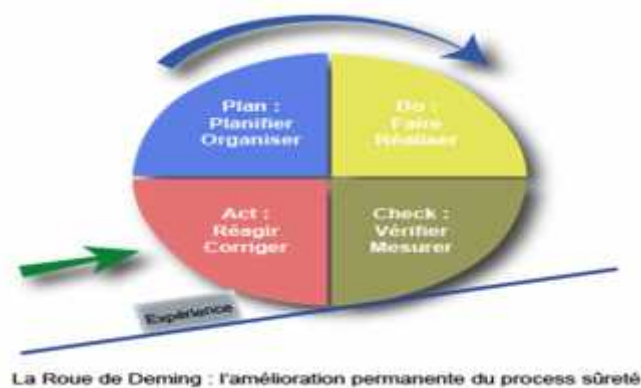 Plan :
Planifier
Organiser
Do :
Faire
Réaliser
Act :
Réagir
Corriger
Check :
Vérifier
Mesurer
Expérience
La Roue de Deming : l'amélioration permanente du process sûreté